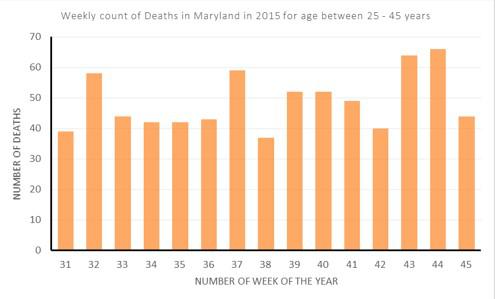 Weekly count of Deaths in Maryland in 2015 for age between 25 - 45 years
NUMBER OF DEATHS
70
60
50
40
30
20
10
0
31 32 33 34 35 36 37 38 39 40 41 42 43 44 45
NUMBER OF WEEK OF THE YEAR